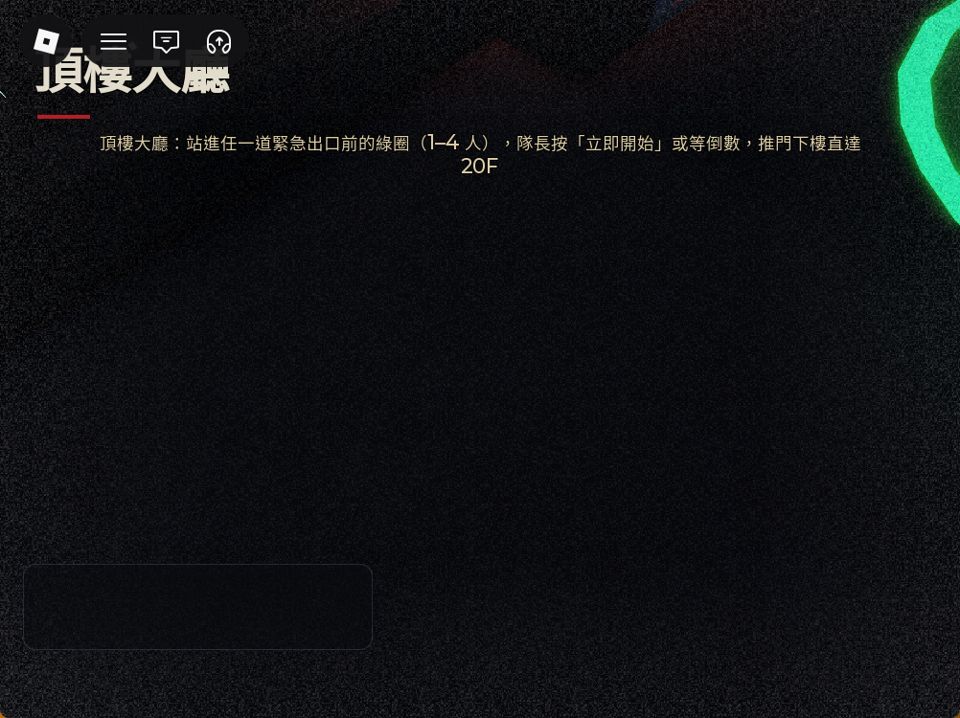 頂樓大廳
頂樓大廳：站進任一道緊急出口前的綠圈（1–4 人），隊長按「立即開始」或等倒數，推門下樓直達
20F